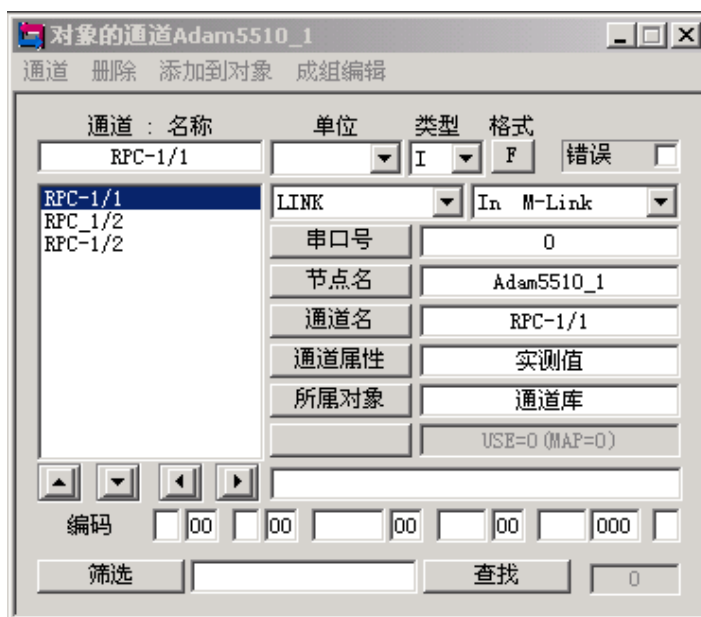 对象的通道Adam5510_1
通道 删除 添加到对象 成组编辑
通道 : 名称 单位 类型 格式
RPC-1/1 I F 错误
RPC-1/1 LINK In M-Link
RPC_1/2
RPC-1/2
串口号 0
节点名 Adam5510_1
通道名 RPC-1/1
通道属性 实测值
所属对象 通道库
USE=0(MAP=0)
编码 00 00 00 00 000
筛选 查找 0